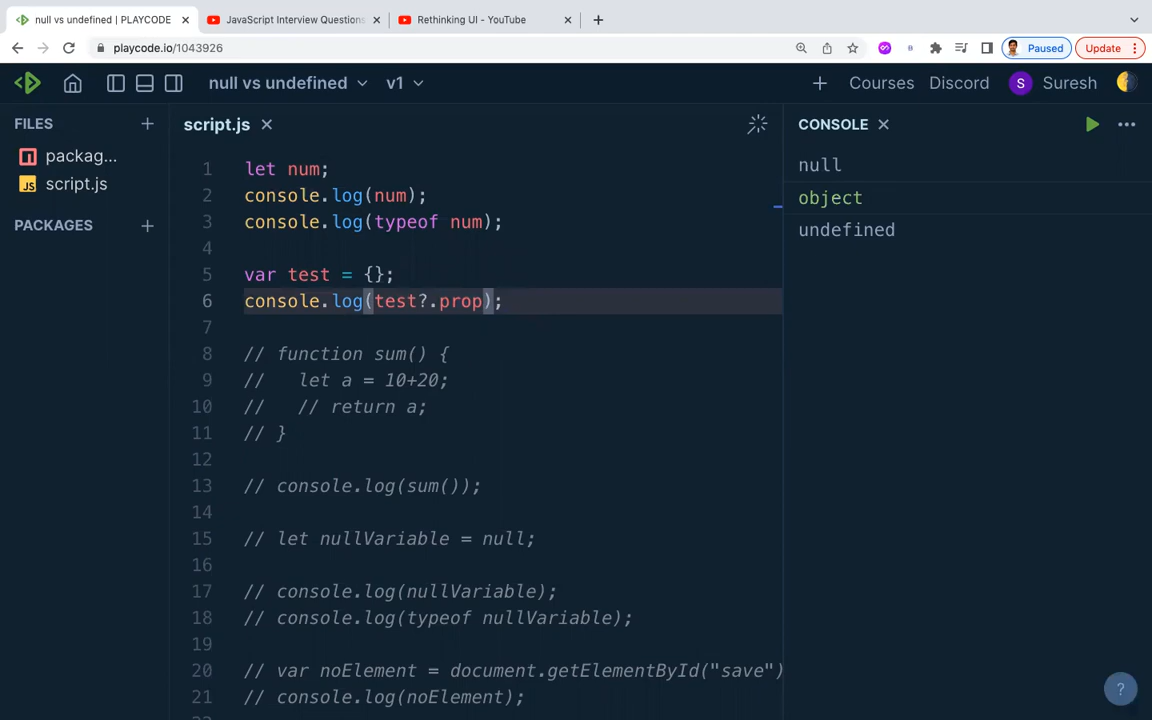 null vs undefined | PLAYCODE
JavaScript Interview Questions
Rethinking UI - YouTube
playcode.io/1043926
Paused
Update
null vs undefined
v1
Courses
Discord
S
Suresh
FILES
packag...
script.js
PACKAGES
script.js
1 let num;
2 console.log(num);
3 console.log(typeof num);
4
5 var test = {};
6 console.log(test?.prop);
7
8 // function sum() {
9 //   let a = 10+20;
10 //   // return a;
11 // }
12
13 // console.log(sum());
14
15 // let nullVariable = null;
16
17 // console.log(nullVariable);
18 // console.log(typeof nullVariable);
19
20 // var noElement = document.getElementById("save")
21 // console.log(noElement);
CONSOLE
null
object
undefined
?